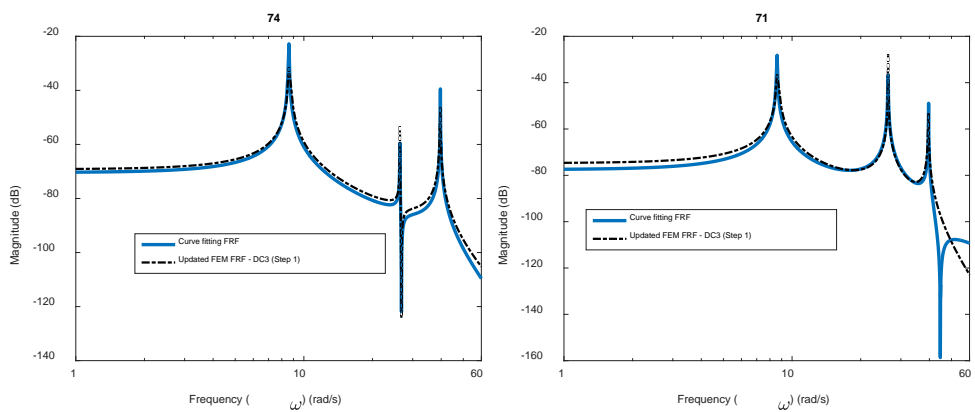 74
-20
-40
-60
-80
-100
-120
-140
Magnitude (dB)
Curve fitting FRF
Updated FEM FRF - DC3 (Step 1)
1
10
60
Frequency ( ω) (rad/s)
71
-20
-40
-60
-80
-100
-120
-140
-160
Magnitude (dB)
Curve fitting FRF
Updated FEM FRF - DC3 (Step 1)
1
10
60
Frequency ( ω) (rad/s)